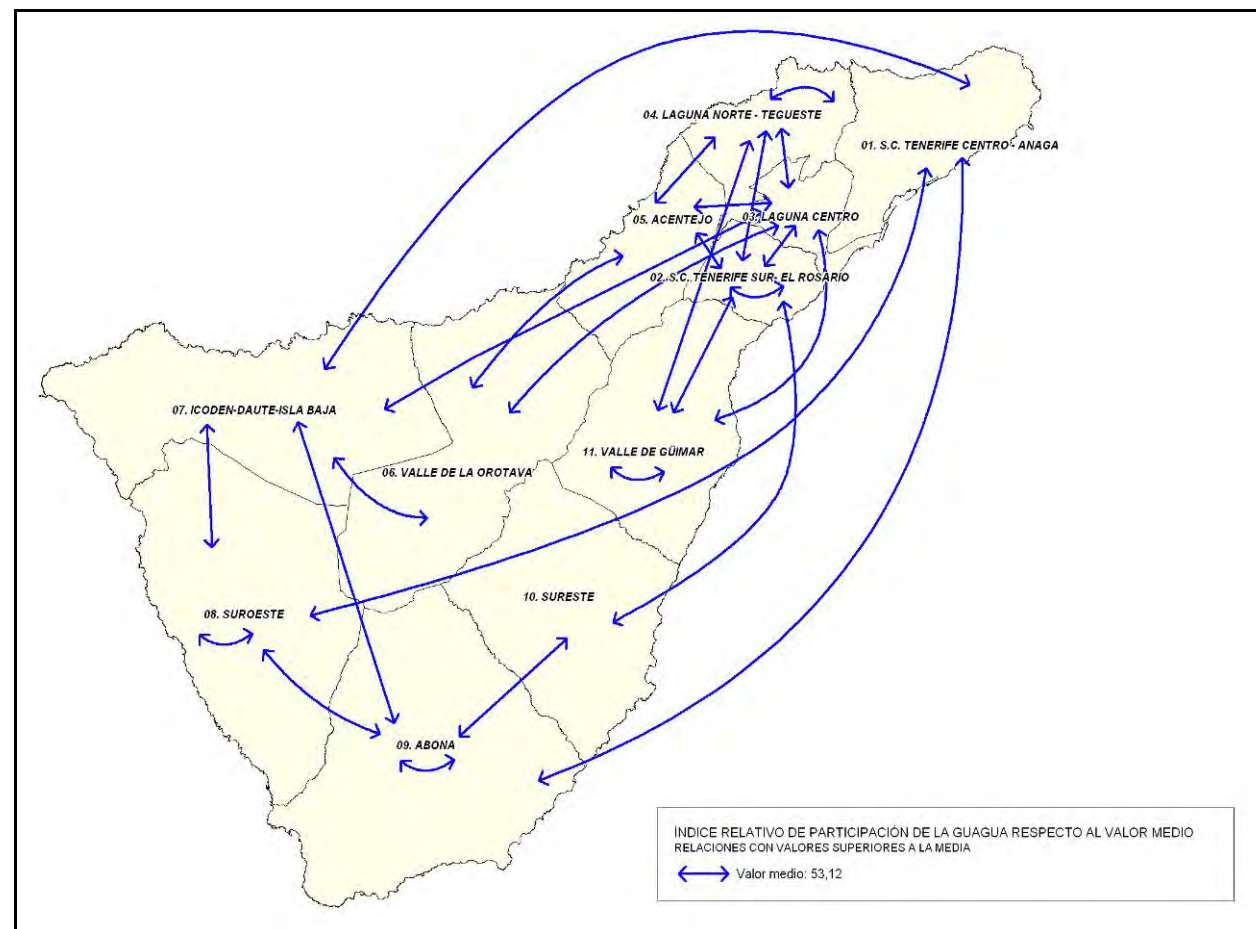 04. LAGUNA NORTE - TEGUESTE
01. S.C. TENERIFE CENTRO - ANAGA
05. ACENTEJO
03. LAGUNA CENTRO
02. S.C. TENERIFE SUR- EL ROSARIO
07. ICODEN-DAUTE-ISLA BAJA
11. VALLE DE GÜIMAR
06. VALLE DE LA OROTAVA
10. SURESTE
08. SUROESTE
09. ABONA
ÍNDICE RELATIVO DE PARTICIPACIÓN DE LA GUAGUA RESPECTO AL VALOR MEDIO
RELACIONES CON VALORES SUPERIORES A LA MEDIA
Valor medio: 53,12